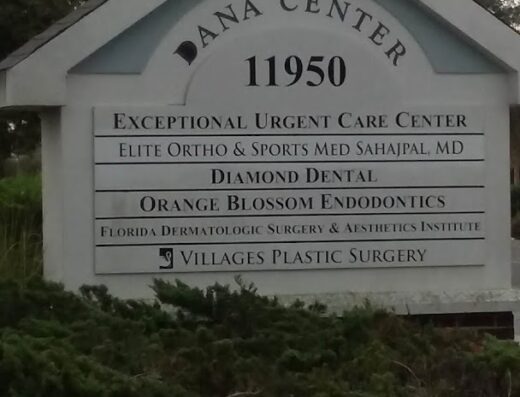 DANA CENTER
11950
EXCEPTIONAL URGENT CARE CENTER
ELITE ORTHO & SPORTS MED SAHAJPAL, MD
DIAMOND DENTAL
ORANGE BLOSSOM ENDODONTICS
FLORIDA DERMATOLOGIC SURGERY & AESTHETICS INSTITUTE
VILLAGES PLASTIC SURGERY